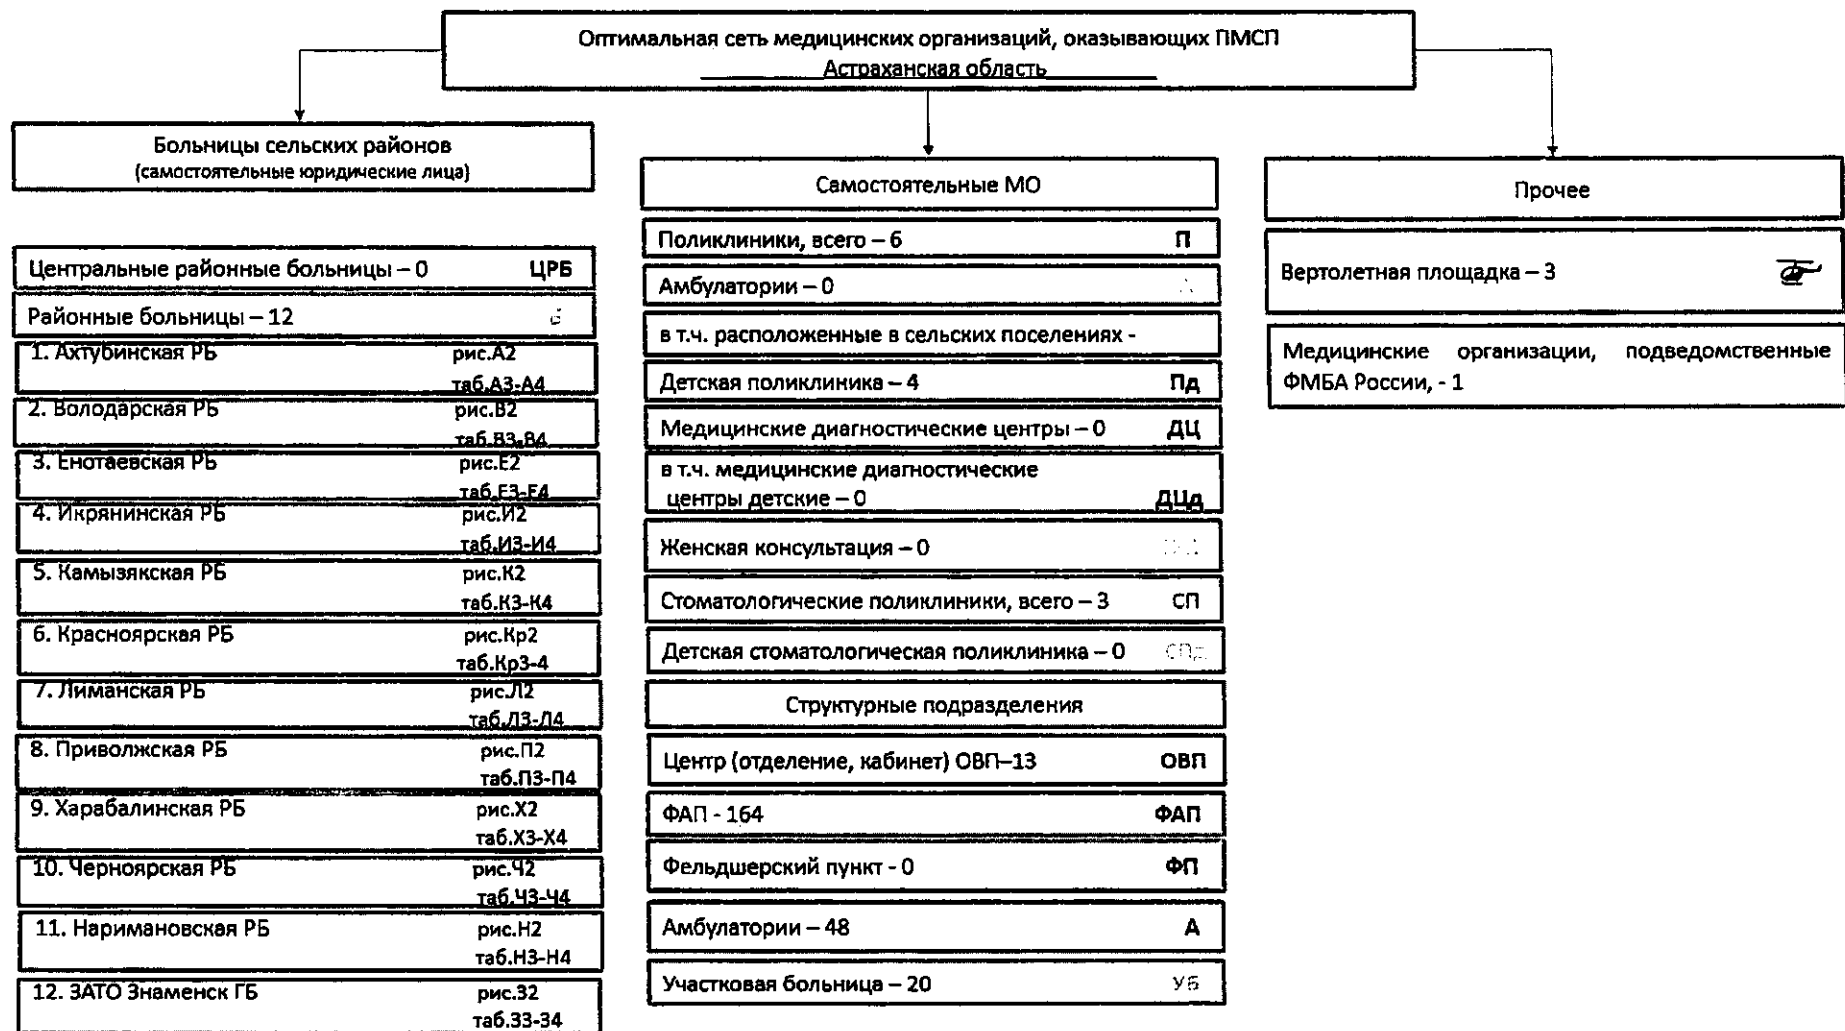 Оптимальная сеть медицинских организаций, оказывающих ПМСП
Астраханская область
Больницы сельских районов
(самостоятельные юридические лица)
Центральные районные больницы – 0 ЦРБ
Районные больницы – 12
1. Ахтубинская РБ рис.А2
таб.А3-А4
2. Володарская РБ рис.В2
таб.В3-В4
3. Енотаевская РБ рис.Е2
таб.Е3-Е4
4. Икрянинская РБ рис.И2
таб.И3-И4
5. Камызякская РБ рис.К2
таб.К3-К4
6. Красноярская РБ рис.Кр2
таб.Кр3-4
7. Лиманская РБ рис.Л2
таб.Л3-Л4
8. Приволжская РБ рис.П2
таб.П3-П4
9. Харабалинская РБ рис.Х2
таб.Х3-Х4
10. Черноярская РБ рис.Ч2
таб.Ч3-Ч4
11. Наримановская РБ рис.Н2
таб.Н3-Н4
12. ЗАТО Знаменск ГБ рис.З2
таб.З3-З4
Самостоятельные МО
Поликлиники, всего – 6 П
Амбулатории – 0
в т.ч. расположенные в сельских поселениях -
Детская поликлиника – 4 Пд
Медицинские диагностические центры – 0 ДЦ
в т.ч. медицинские диагностические
центры детские – 0 ДЦд
Женская консультация – 0
Стоматологические поликлиники, всего – 3 СП
Детская стоматологическая поликлиника – 0 СПд
Структурные подразделения
Центр (отделение, кабинет) ОВП–13 ОВП
ФАП - 164 ФАП
Фельдшерский пункт - 0 ФП
Амбулатории – 48 А
Участковая больница – 20 УБ
Прочее
Вертолетная площадка – 3
Медицинские организации, подведомственные
ФМБА России, - 1